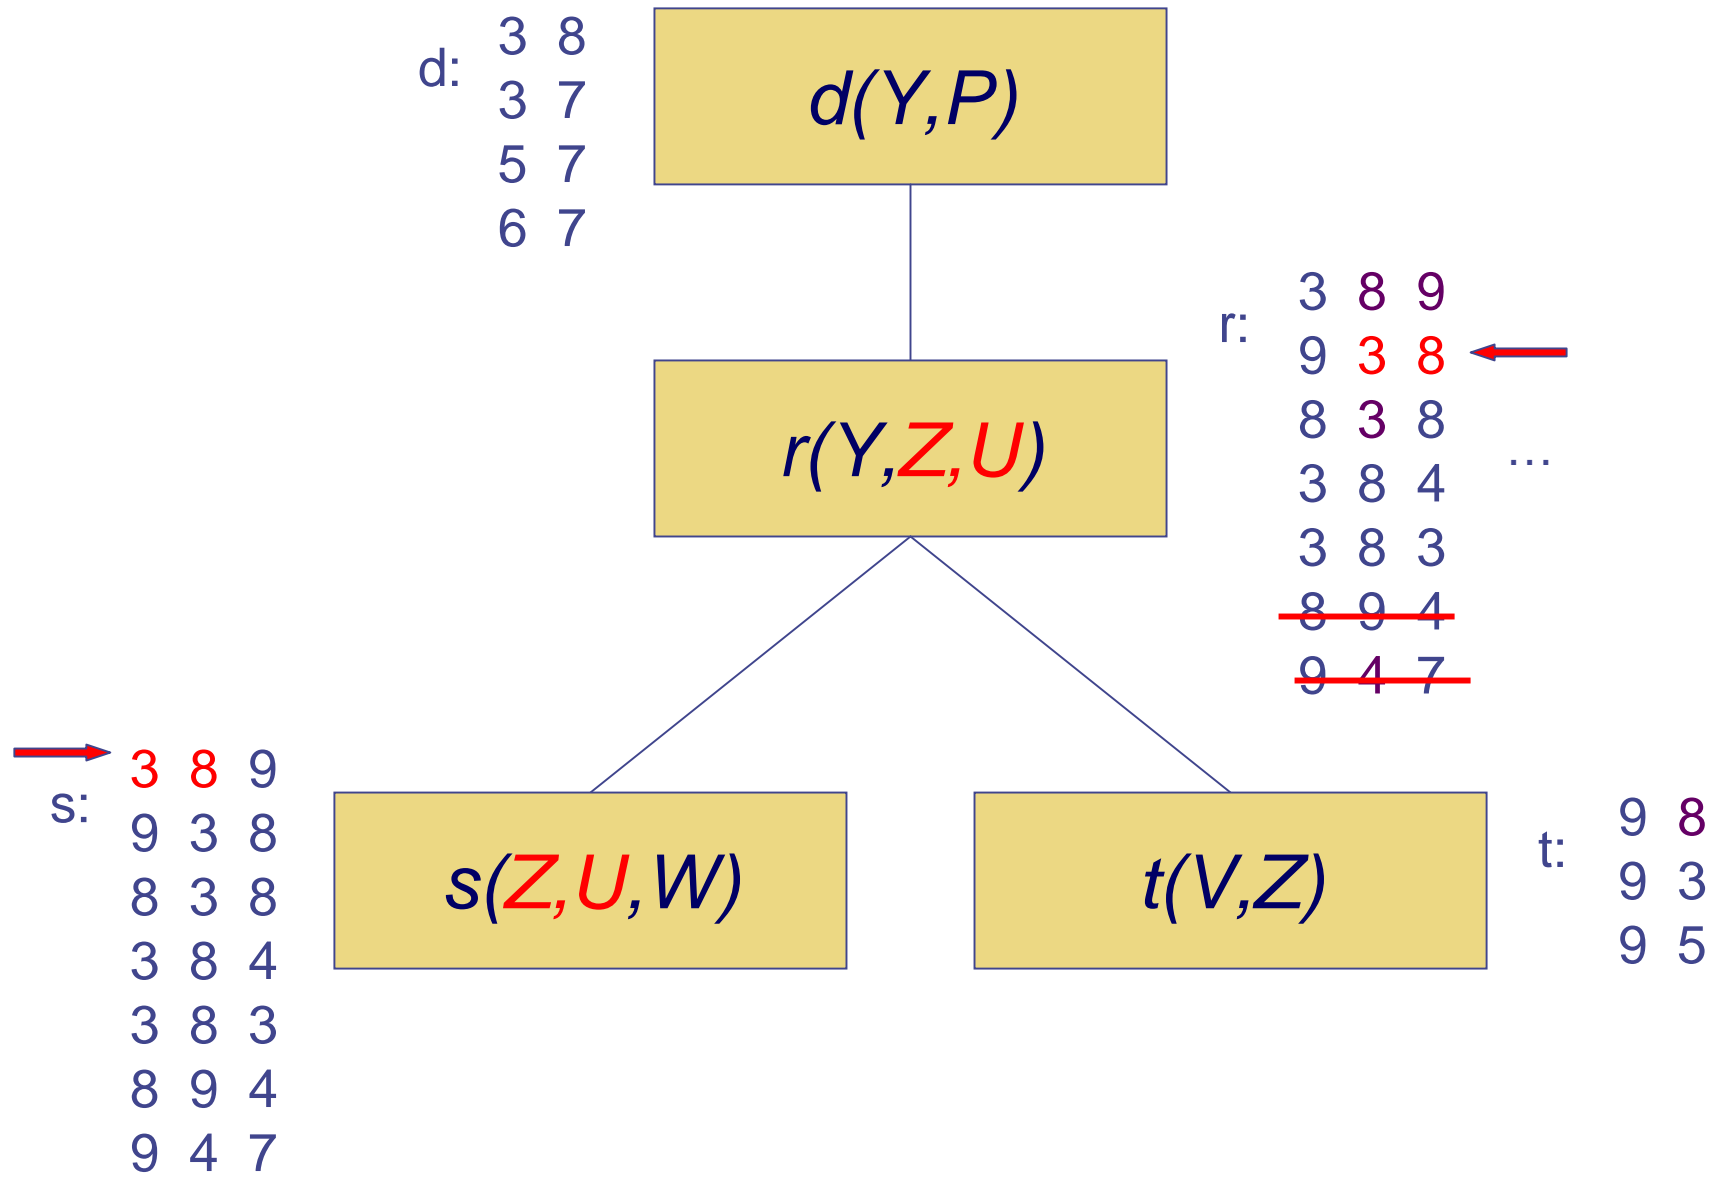 d:
3 8
3 7
5 7
6 7
d(Y,P)
r:
3 8 9
9 3 8
8 3 8
3 8 4
3 8 3
8 9 4
9 4 7
…
r(Y,Z,U)
s:
3 8 9
9 3 8
8 3 8
3 8 4
3 8 3
8 9 4
9 4 7
s(Z,U,W)
t(V,Z)
t:
9 8
9 3
9 5